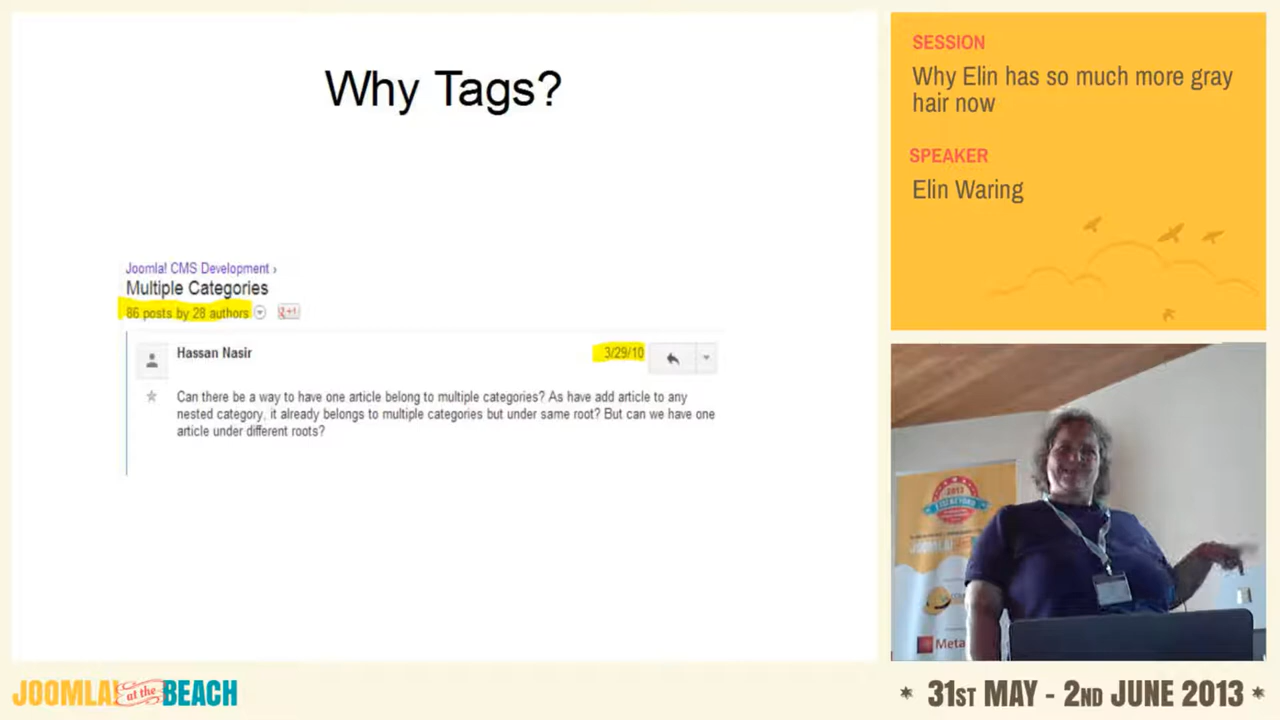 Why Tags?
Joomla! CMS Development ›
Multiple Categories
86 posts by 28 authors
g+1
Hassan Nasir
3/29/10
Can there be a way to have one article belong to multiple categories? As have add article to any
nested category, it already belongs to multiple categories but under same root? But can we have one
article under different roots?
SESSION
Why Elin has so much more gray
hair now
SPEAKER
Elin Waring
2013
JOOMLA!
Meta
JOOMLA! at the BEACH
* 31ST MAY - 2ND JUNE 2013 *